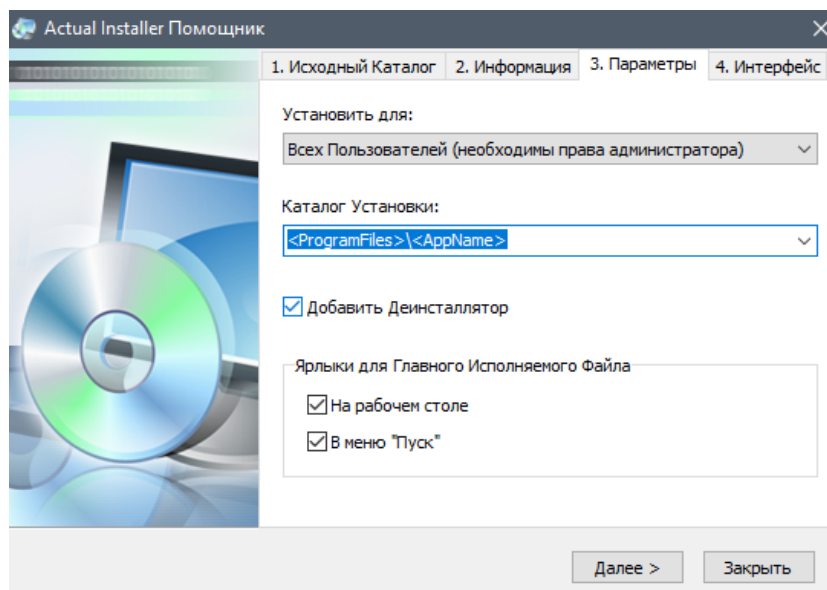 Actual Installer Помощник
1. Исходный Каталог 2. Информация 3. Параметры 4. Интерфейс
Установить для:
Всех Пользователей (необходимы права администратора)
Каталог Установки:
<ProgramFiles>\<AppName>
Добавить Деинсталлятор
Ярлыки для Главного Исполняемого Файла
На рабочем столе
В меню "Пуск"
Далее > Закрыть